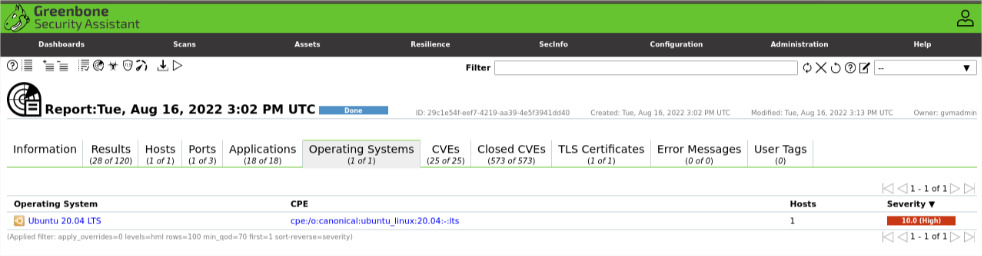 Greenbone
Security Assistant
Dashboards Scans Assets Resilience SecInfo Configuration Administration Help
Filter --
Report:Tue, Aug 16, 2022 3:02 PM UTC Done ID: 29c1e54f-eef7-4219-aa39-4e5f3941dd40 Created: Tue, Aug 16, 2022 3:02 PM UTC Modified: Tue, Aug 16, 2022 3:13 PM UTC Owner: gvmadmin
Information Results Hosts Ports Applications Operating Systems CVEs Closed CVEs TLS Certificates Error Messages User Tags
(28 of 120) (1 of 1) (1 of 3) (18 of 18) (1 of 1) (25 of 25) (573 of 573) (1 of 1) (0 of 0) (0)
1 - 1 of 1
Operating System CPE Hosts Severity ▼
Ubuntu 20.04 LTS cpe:/o:canonical:ubuntu_linux:20.04:-:lts 1 10.0 (High)
(Applied filter: apply_overrides=0 levels=hml rows=100 min_qod=70 first=1 sort-reverse=severity) 1 - 1 of 1